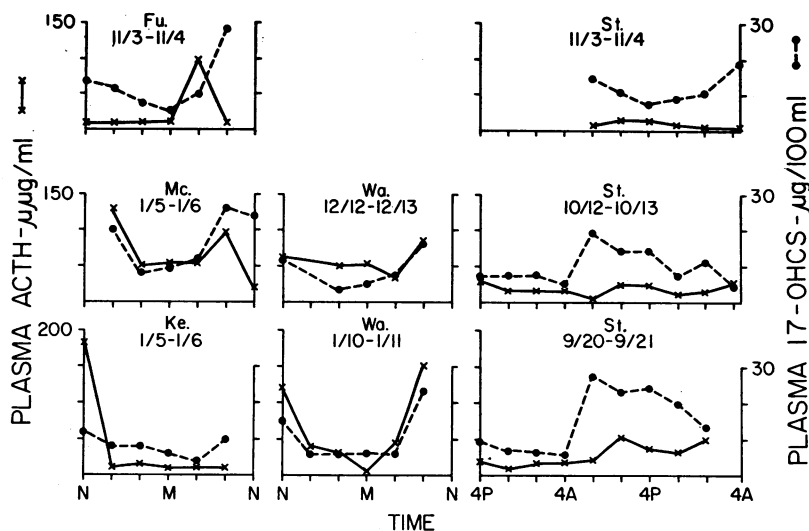 150
Fu.
11/3-11/4
St.
11/3-11/4
30
150
Mc.
1/5-1/6
Wa.
12/12-12/13
St.
10/12-10/13
30
200
Ke.
1/5-1/6
Wa.
1/10-1/11
St.
9/20-9/21
30
N M N
N M N
4P 4A 4P 4A
TIME
PLASMA ACTH-μμg/ml
PLASMA 17-OHCS-μg/100ml